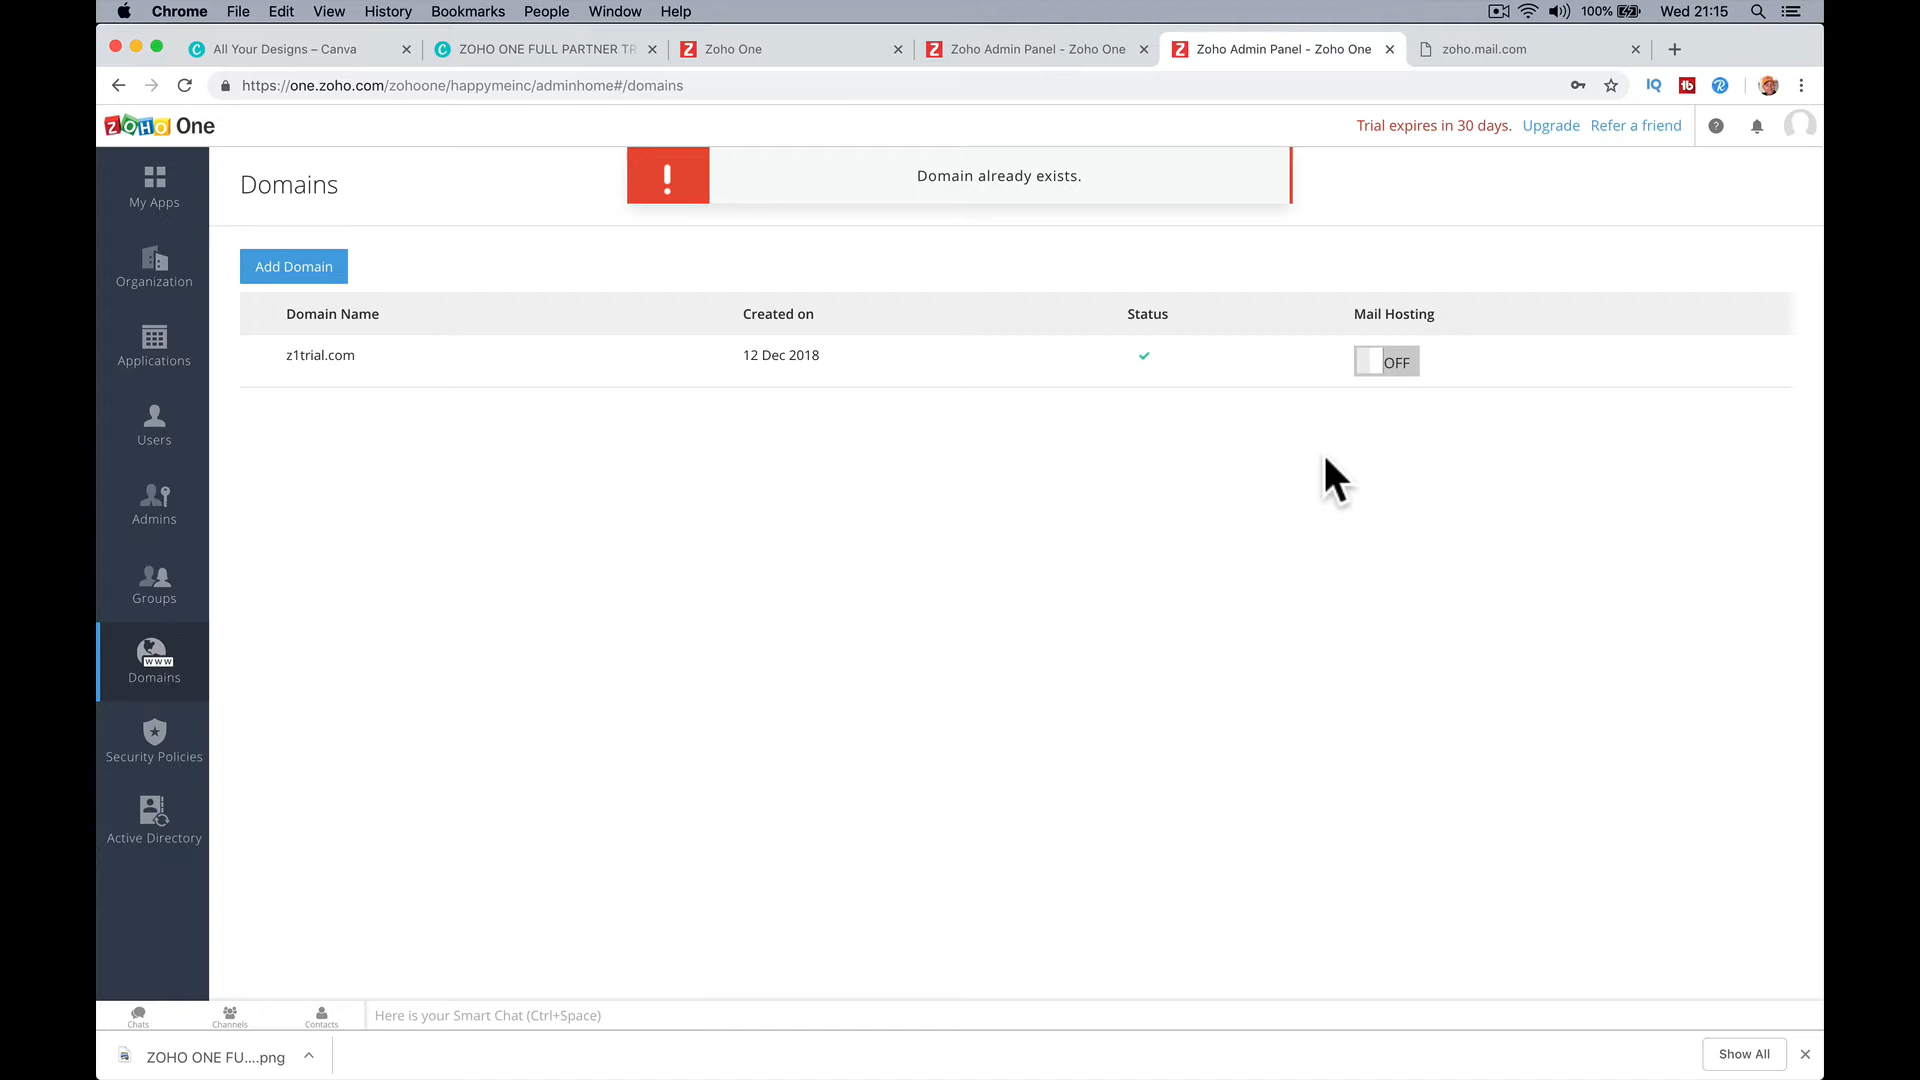 Chrome File Edit View History Bookmarks People Window Help 100% Wed 21:15
All Your Designs – Canva ZOHO ONE FULL PARTNER TR Zoho One Zoho Admin Panel - Zoho One Zoho Admin Panel - Zoho One zoho.mail.com
https://one.zoho.com/zohoone/happymeinc/adminhome#/domains
ZOHO One Trial expires in 30 days. Upgrade Refer a friend
My Apps
Organization
Applications
Users
Admins
Groups
www
Domains
Security Policies
Active Directory
Domains
Domain already exists.
Add Domain
Domain Name Created on Status Mail Hosting
z1trial.com 12 Dec 2018 OFF
Chats Channels Contacts Here is your Smart Chat (Ctrl+Space)
ZOHO ONE FU....png Show All